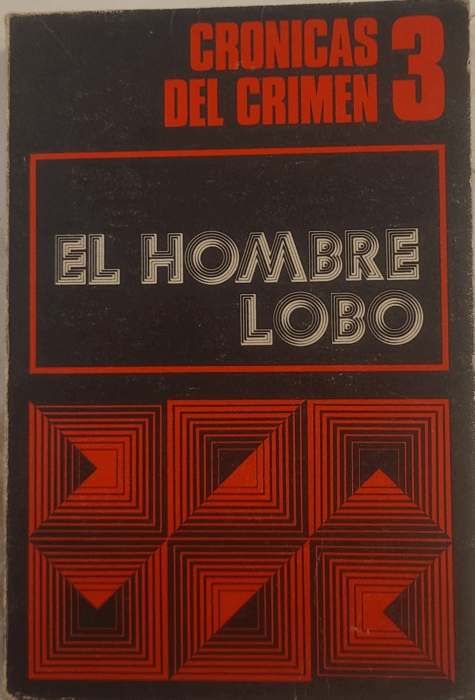 CRONICAS
DEL CRIMEN 3
EL HOMBRE
LOBO